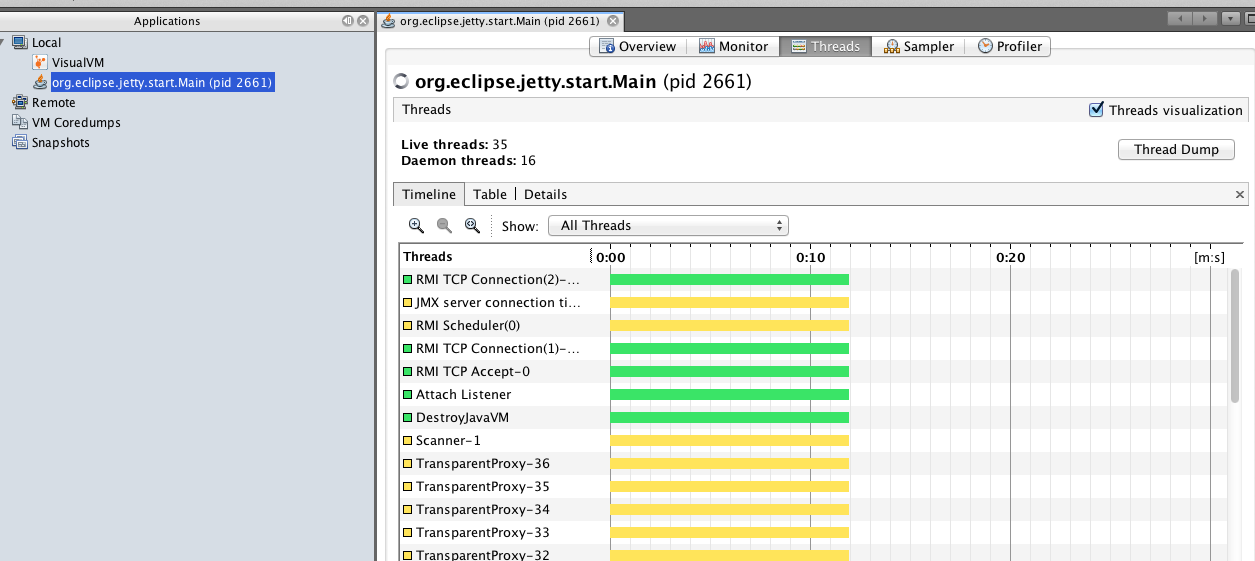 Applications
Local
VisualVM
org.eclipse.jetty.start.Main (pid 2661)
Remote
VM Coredumps
Snapshots
org.eclipse.jetty.start.Main (pid 2661)
Overview Monitor Threads Sampler Profiler
org.eclipse.jetty.start.Main (pid 2661)
Threads Threads visualization
Live threads: 35
Daemon threads: 16
Thread Dump
Timeline Table Details
Show: All Threads
Threads 0:00 0:10 0:20 [m:s]
RMI TCP Connection(2)-...
JMX server connection ti...
RMI Scheduler(0)
RMI TCP Connection(1)-...
RMI TCP Accept-0
Attach Listener
DestroyJavaVM
Scanner-1
TransparentProxy-36
TransparentProxy-35
TransparentProxy-34
TransparentProxy-33
TransparentProxy-32